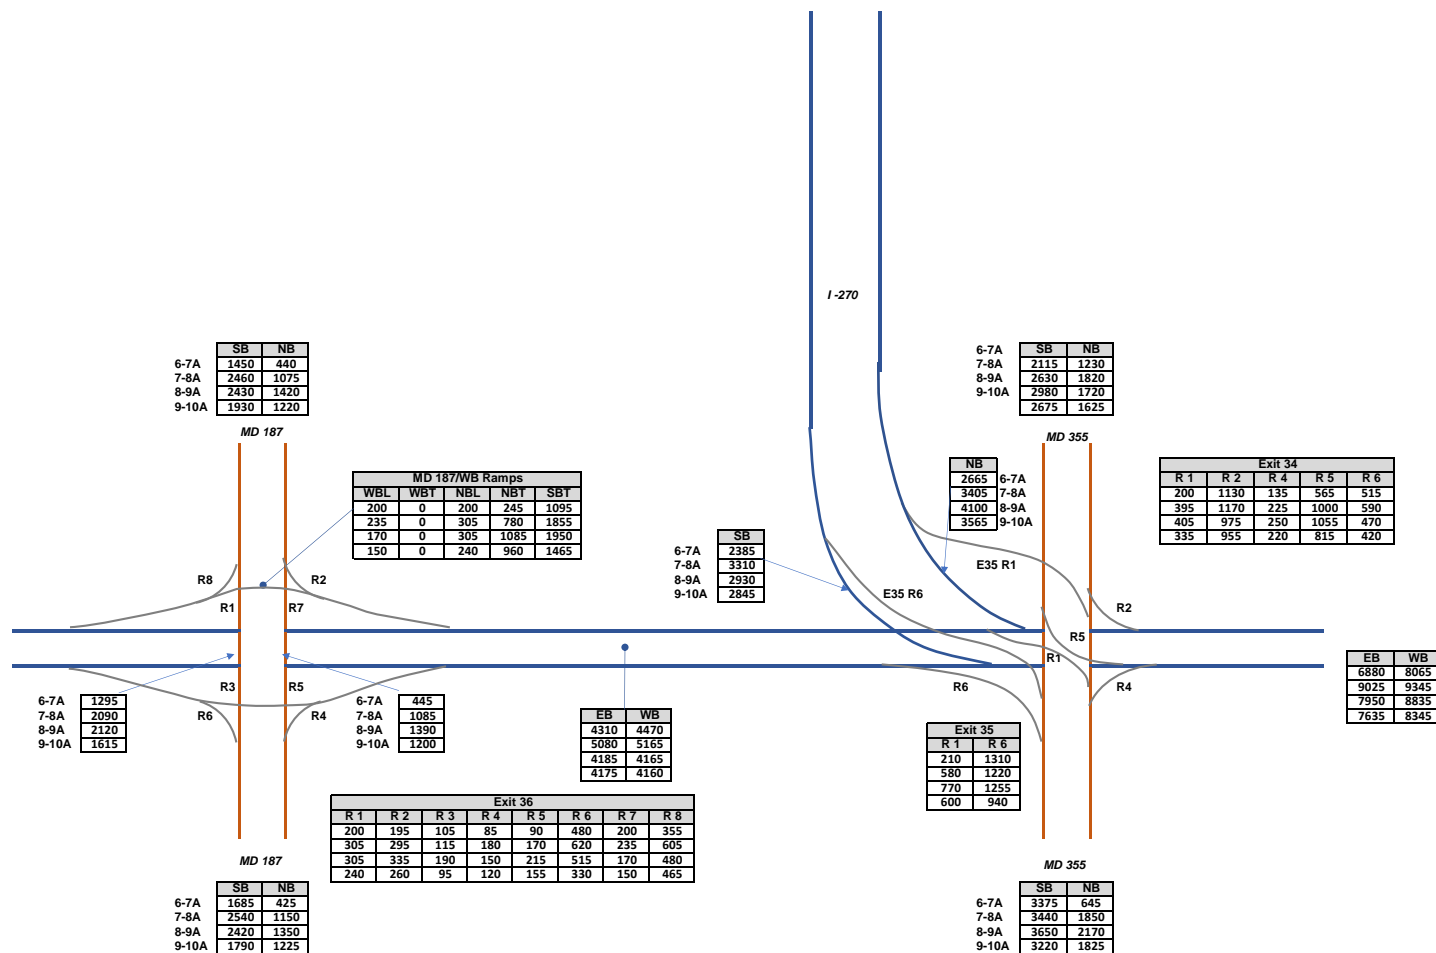 I -270
SB NB
6-7A 1450 440
7-8A 2460 1075
8-9A 2430 1420
9-10A 1930 1220
MD 187
6-7A SB NB
7-8A 2115 1230
8-9A 2630 1820
9-10A 2980 1720
2675 1625
MD 355
MD 187/WB Ramps
WBL WBT NBL NBT SBT
200 0 200 245 1095
235 0 305 780 1855
170 0 305 1085 1950
150 0 240 960 1465
NB
2665 6-7A
3405 7-8A
4100 8-9A
3565 9-10A
Exit 34
R 1 R 2 R 4 R 5 R 6
200 1130 135 565 515
395 1170 225 1000 590
405 975 250 1055 470
335 955 220 815 420
SB
6-7A 2385
7-8A 3310
8-9A 2930
9-10A 2845
R8
R2
R1
R7
E35 R1
E35 R6
R2
R5
R1
R6
R4
R3
R5
R6
R4
6-7A 1295
7-8A 2090
8-9A 2120
9-10A 1615
6-7A 445
7-8A 1085
8-9A 1390
9-10A 1200
EB WB
4310 4470
5080 5165
4185 4165
4175 4160
EB WB
6880 8065
9025 9345
7950 8835
7635 8345
Exit 35
R 1 R 6
210 1310
580 1220
770 1255
600 940
Exit 36
R 1 R 2 R 3 R 4 R 5 R 6 R 7 R 8
200 195 105 85 90 480 200 355
305 295 115 180 170 620 235 605
305 335 190 150 215 515 170 480
240 260 95 120 155 330 150 465
MD 187
SB NB
6-7A 1685 425
7-8A 2540 1150
8-9A 2420 1350
9-10A 1790 1225
MD 355
SB NB
6-7A 3375 645
7-8A 3440 1850
8-9A 3650 2170
9-10A 3220 1825